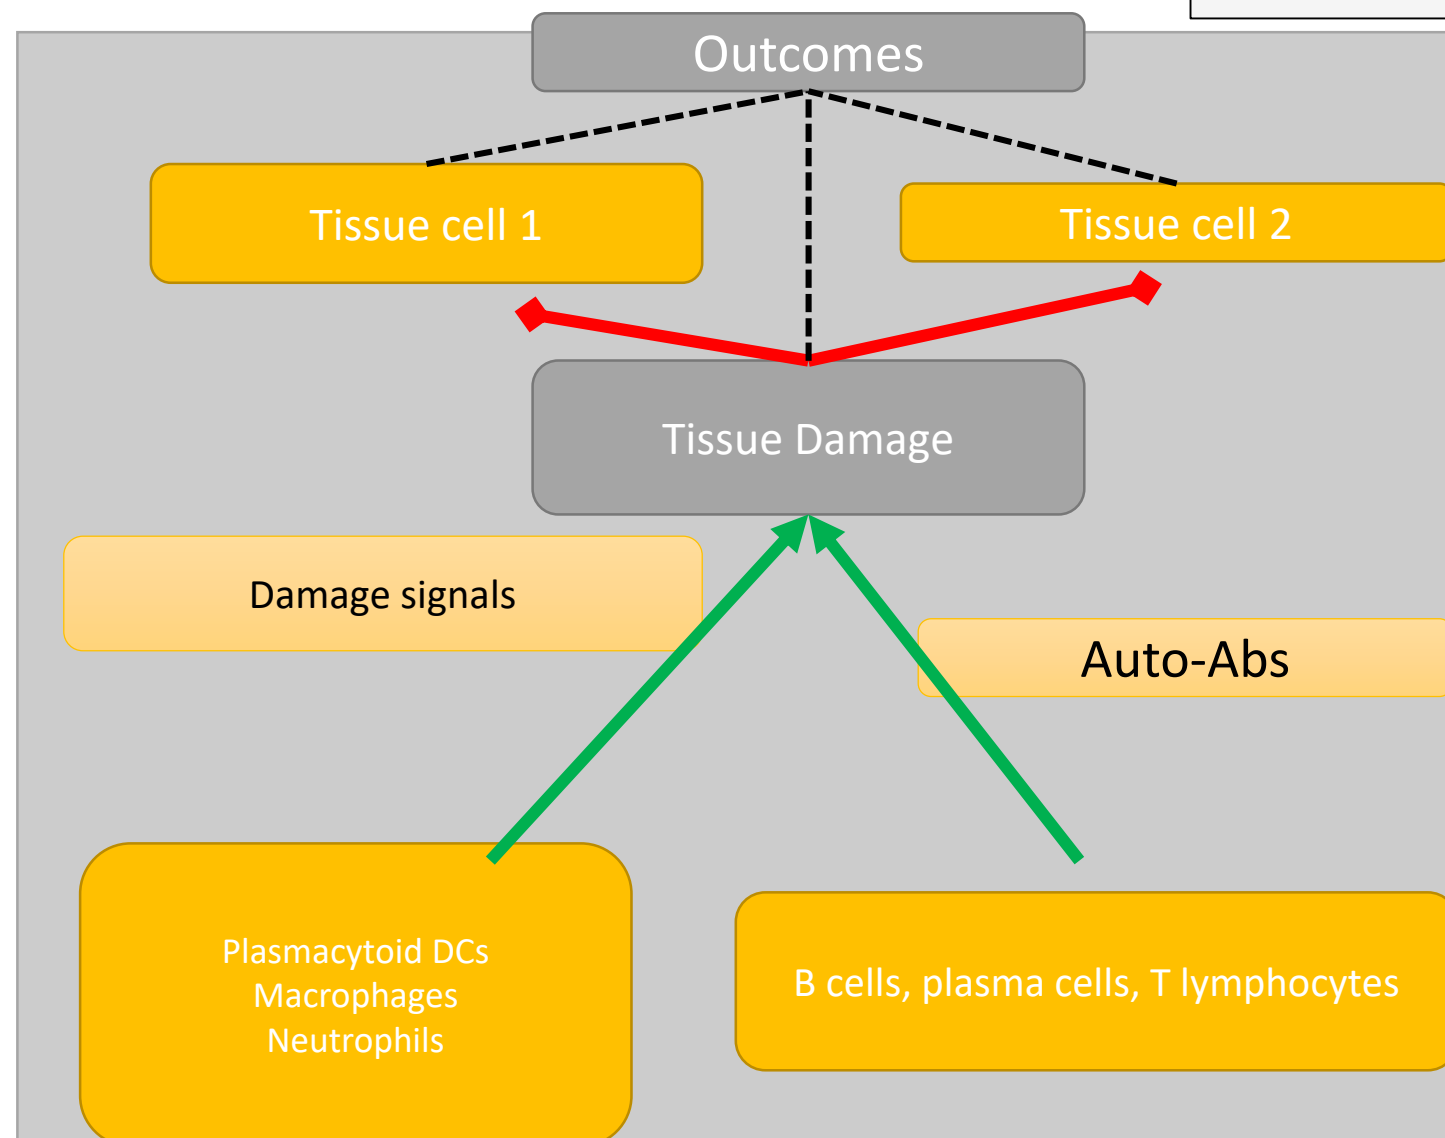 Outcomes
Tissue cell 1
Tissue cell 2
Tissue Damage
Damage signals
Auto-Abs
Plasmacytoid DCs
Macrophages
Neutrophils
B cells, plasma cells, T lymphocytes